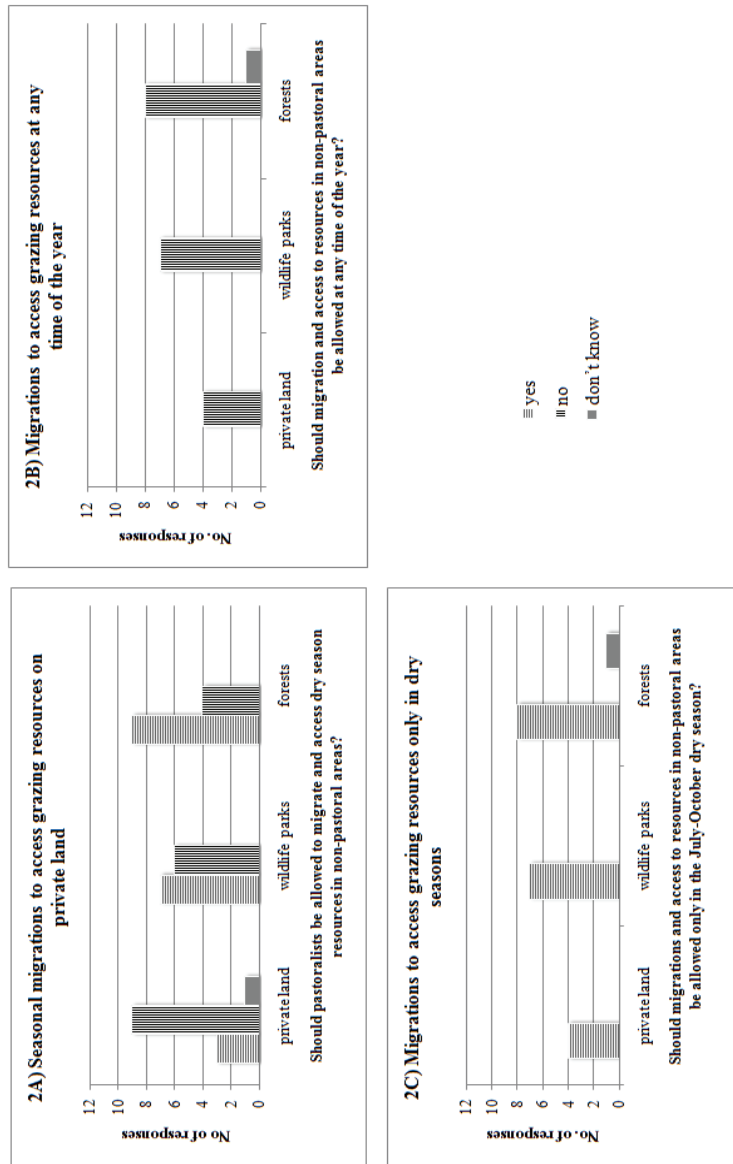 2A) Seasonal migrations to access grazing resources on
private land
12
10
8
6
4
2
0
No. of responses
private land
wildlife parks
forests
Should pastoralists be allowed to migrate and access dry season
resources in non-pastoral areas?
2B) Migrations to access grazing resources at any
time of the year
12
10
8
6
4
2
0
No. of responses
private land
wildlife parks
forests
Should migration and access to resources in non-pastoral areas
be allowed at any time of the year?
2C) Migrations to access grazing resources only in dry
seasons
12
10
8
6
4
2
0
No. of responses
private land
wildlife parks
forests
Should migrations and access to resources in non-pastoral areas
be allowed only in the July-October dry season?
yes
no
don't know